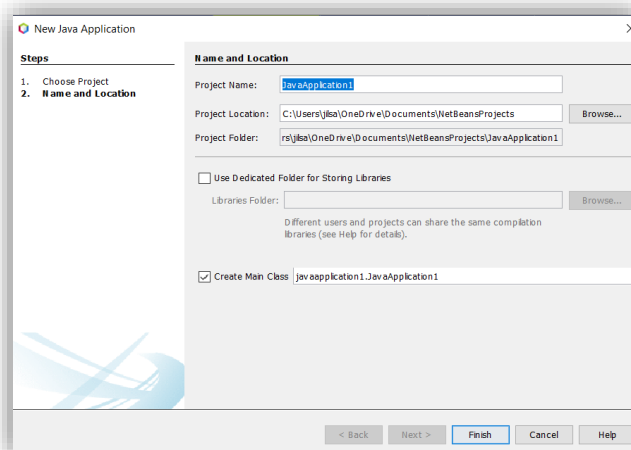 New Java Application
Steps
1. Choose Project
2. Name and Location
Name and Location
Project Name: JavaApplication1
Project Location: C:\Users\jilsa\OneDrive\Documents\NetBeansProjects Browse...
Project Folder: rs\jilsa\OneDrive\Documents\NetBeansProjects\JavaApplication1
Use Dedicated Folder for Storing Libraries
Libraries Folder: Browse...
Different users and projects can share the same compilation
libraries (see Help for details).
Create Main Class javaapplication1.JavaApplication1
< Back Next > Finish Cancel Help